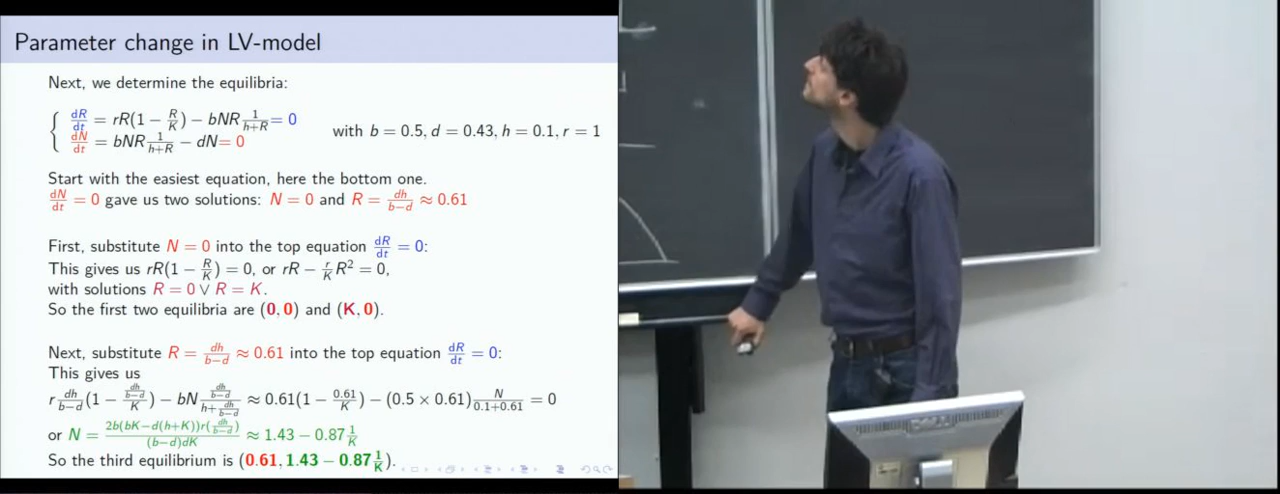 Parameter change in LV-model
Next, we determine the equilibria:
{ dR/dt = rR(1 − R/K) − bNR 1/(h+R) = 0
dN/dt = bNR 1/(h+R) − dN = 0
with b = 0.5, d = 0.43, h = 0.1, r = 1
Start with the easiest equation, here the bottom one.
dN/dt = 0 gave us two solutions: N = 0 and R = dh/(b−d) ≈ 0.61
First, substitute N = 0 into the top equation dR/dt = 0:
This gives us rR(1 − R/K) = 0, or rR − r/K R² = 0,
with solutions R = 0 ∨ R = K.
So the first two equilibria are (0, 0) and (K, 0).
Next, substitute R = dh/(b−d) ≈ 0.61 into the top equation dR/dt = 0:
This gives us
r dh/(b−d) (1 − (dh/(b−d))/K) − bN (dh/(b−d))/(h + dh/(b−d)) ≈ 0.61(1 − 0.61/K) − (0.5 × 0.61) N/(0.1+0.61) = 0
or N = 2b(bK−d(h+K))r(dh/(b−d))/((b−d)dK) ≈ 1.43 − 0.87 1/K
So the third equilibrium is (0.61, 1.43 − 0.87 1/K).